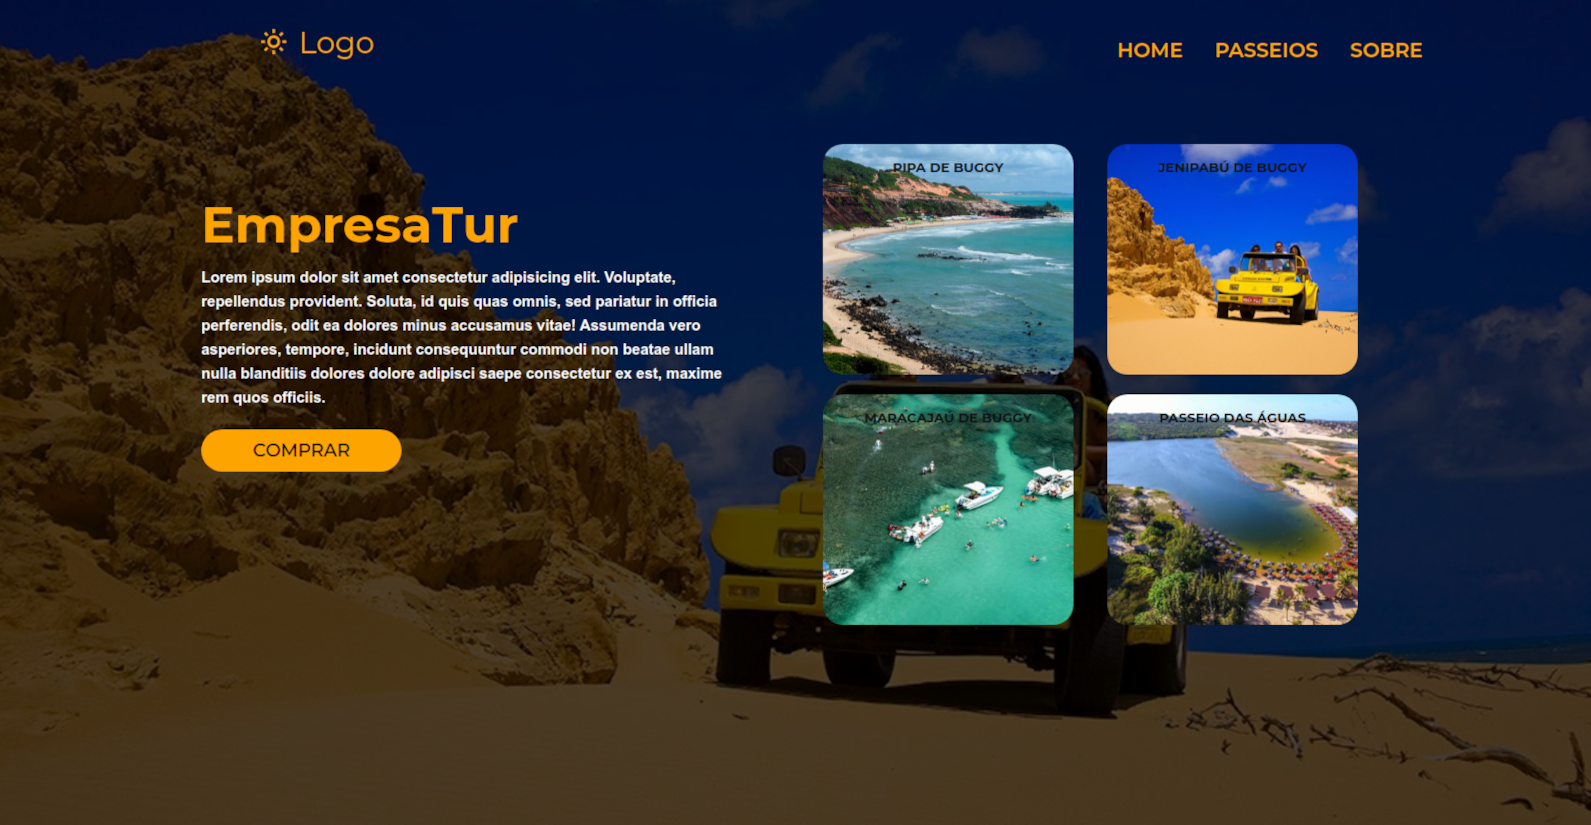 Logo
HOME PASSEIOS SOBRE
EmpresaTur
Lorem ipsum dolor sit amet consectetur adipisicing elit. Voluptate,
repellendus provident. Soluta, id quis quas omnis, sed pariatur in officia
perferendis, odit ea dolores minus accusamus vitae! Assumenda vero
asperiores, tempore, incidunt consequuntur commodi non beatae ullam
nulla blanditiis dolores dolore adipisci saepe consectetur ex est, maxime
rem quos officiis.
COMPRAR
PIPA DE BUGGY
JENIPABÚ DE BUGGY
MARACAJAÚ DE BUGGY
PASSEIO DAS ÁGUAS